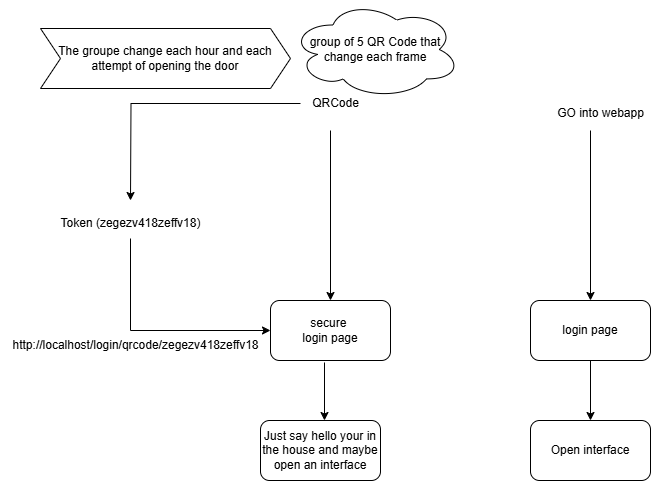 The groupe change each hour and each
attempt of opening the door
group of 5 QR Code that
change each frame
QRCode
GO into webapp
Token (zegezv418zeffv18)
secure
login page
login page
http://localhost/login/qrcode/zegezv418zeffv18
Just say hello your in
the house and maybe
open an interface
Open interface